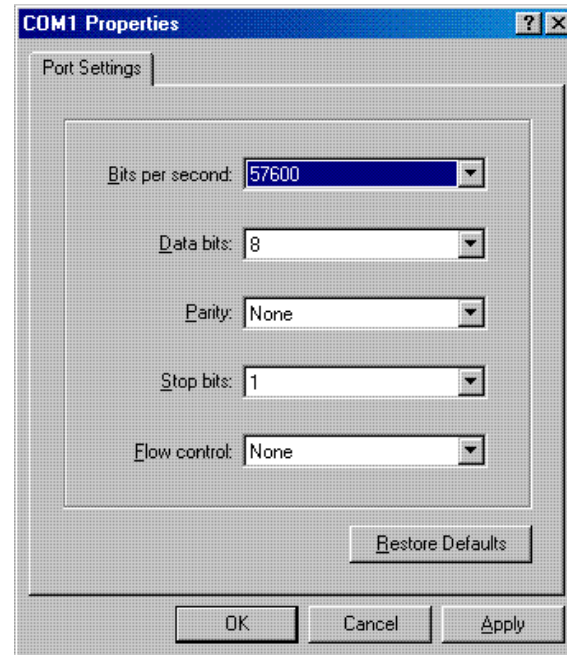 COM1 Properties
Port Settings
Bits per second: 57600
Data bits: 8
Parity: None
Stop bits: 1
Flow control: None
Restore Defaults
OK Cancel Apply